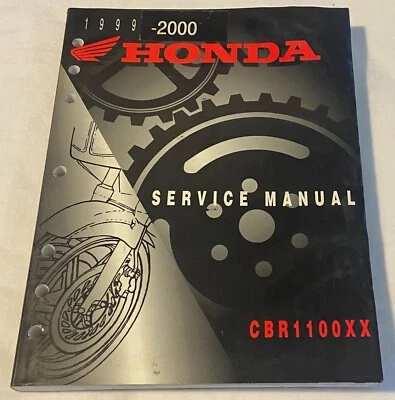 1999 -2000
HONDA
SERVICE MANUAL
CBR1100XX